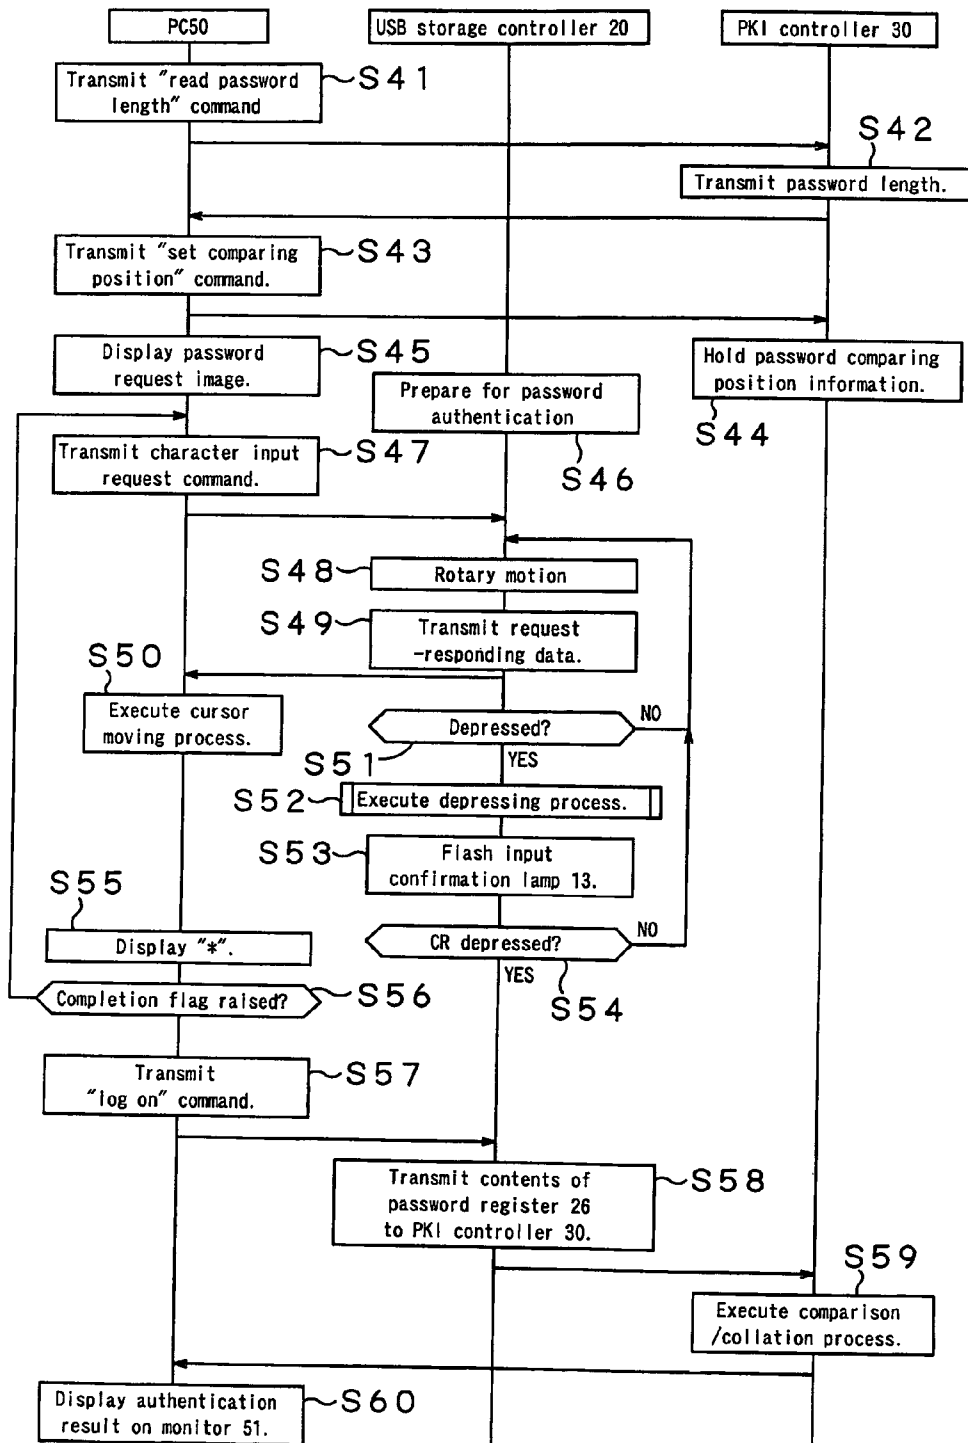 PC50
USB storage controller 20
PKI controller 30
Transmit "read password
length" command
S41
S42
Transmit password length.
Transmit "set comparing
position" command.
S43
Display password
request image.
S45
Hold password comparing
position information.
S44
Prepare for password
authentication
S46
Transmit character input
request command.
S47
S48
Rotary motion
S49
Transmit request
-responding data.
S50
Execute cursor
moving process.
Depressed?
NO
S51
YES
S52
Execute depressing process.
S53
Flash input
confirmation lamp 13.
S55
Display "*".
CR depressed?
NO
YES
S54
Completion flag raised?
S56
Transmit
"log on" command.
S57
Transmit contents of
password register 26
to PKI controller 30.
S58
S59
Execute comparison
/collation process.
Display authentication
result on monitor 51.
S60